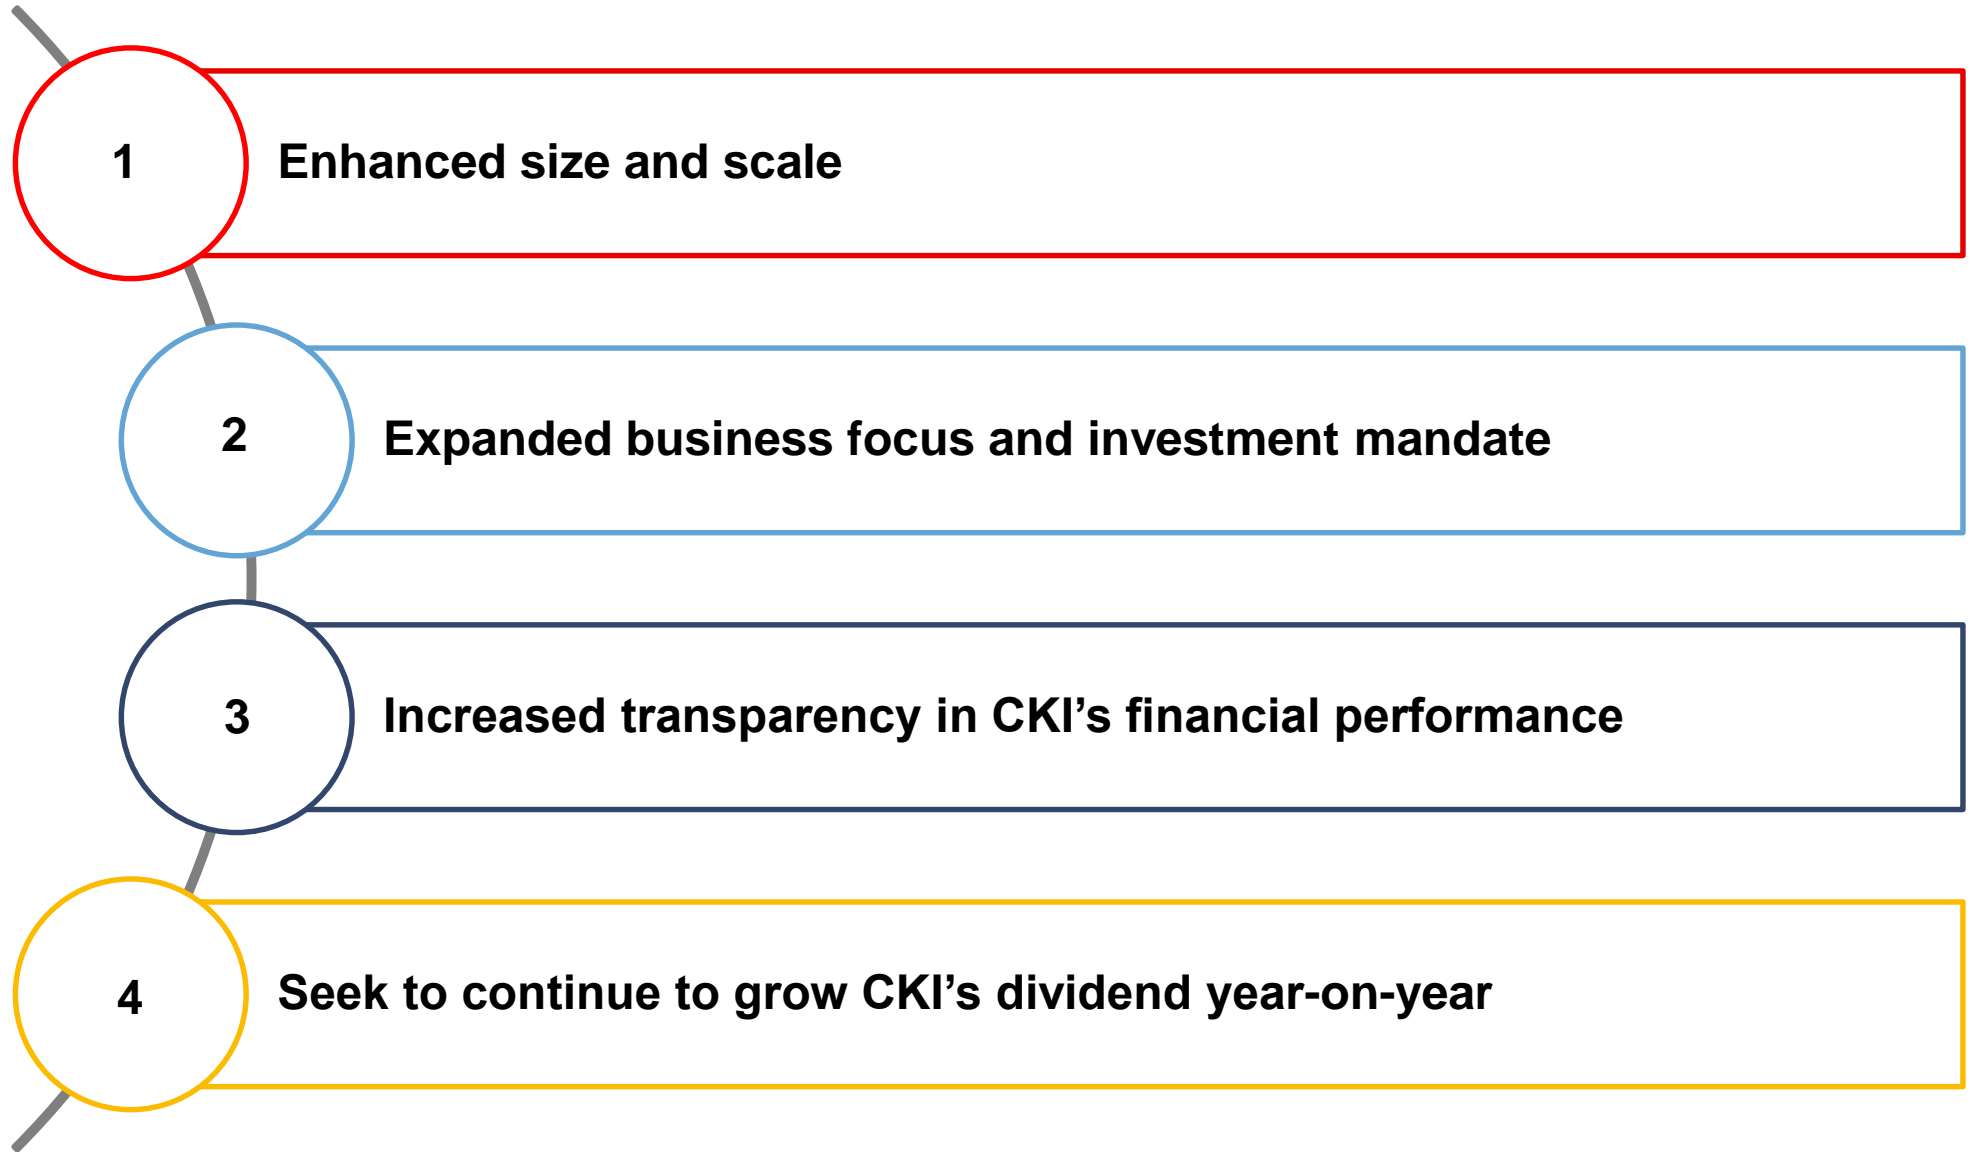 1
Enhanced size and scale
2
Expanded business focus and investment mandate
3
Increased transparency in CKI’s financial performance
4
Seek to continue to grow CKI’s dividend year-on-year